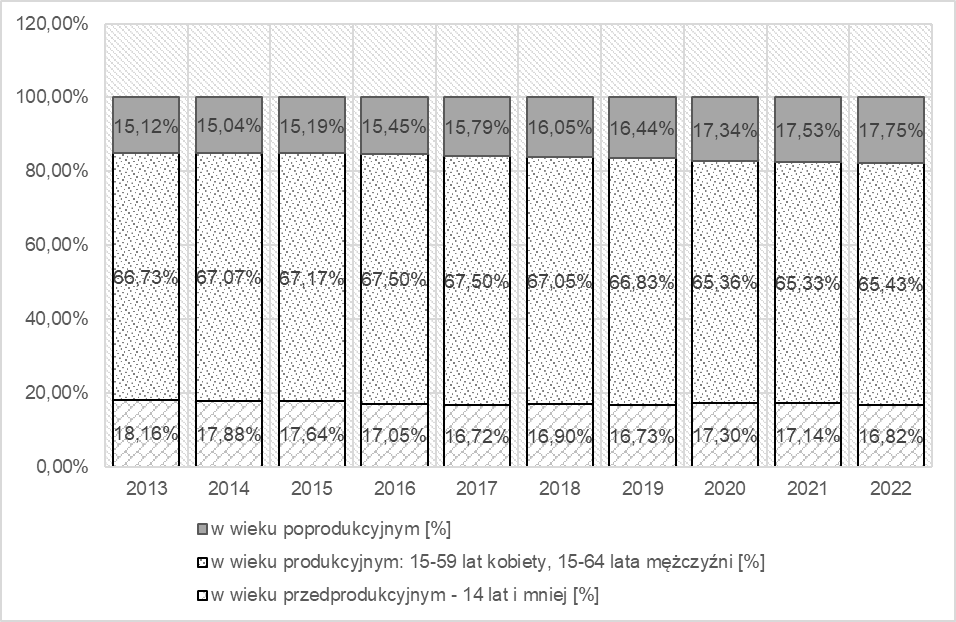 120,00%
100,00%
80,00%
60,00%
40,00%
20,00%
0,00%
15,12% 15,04% 15,19% 15,45% 15,79% 16,05% 16,44% 17,34% 17,53% 17,75%
66,73% 67,07% 67,17% 67,50% 67,50% 67,05% 66,83% 65,36% 65,33% 65,43%
18,16% 17,88% 17,64% 17,05% 16,72% 16,90% 16,73% 17,30% 17,14% 16,82%
2013 2014 2015 2016 2017 2018 2019 2020 2021 2022
w wieku poprodukcyjnym [%]
w wieku produkcyjnym: 15-59 lat kobiety, 15-64 lata mężczyźni [%]
w wieku przedprodukcyjnym - 14 lat i mniej [%]